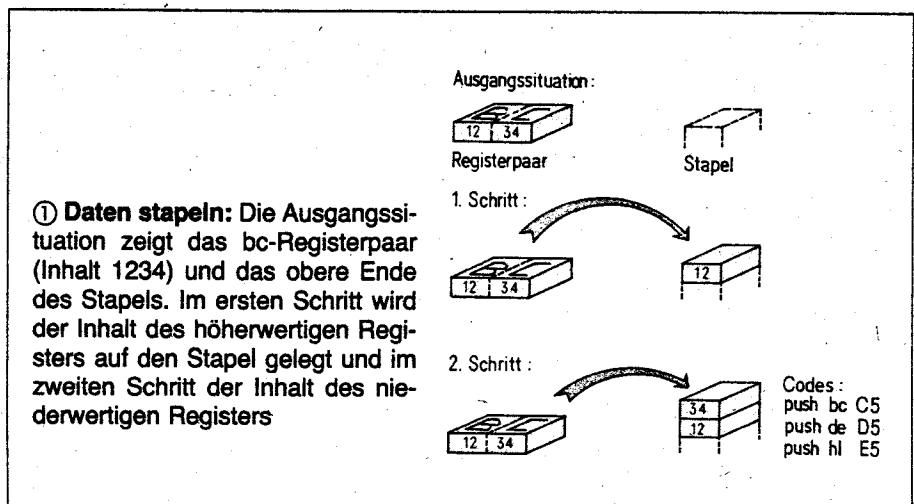 ① Daten stapeln: Die Ausgangssi-
tuation zeigt das bc-Registerpaar
(Inhalt 1234) und das obere Ende
des Stapels. Im ersten Schritt wird
der Inhalt des höherwertigen Regi-
sters auf den Stapel gelegt und im
zweiten Schritt der Inhalt des nie-
derwertigen Registers
Ausgangssituation:
BC
12 34
Registerpaar
Stapel
1. Schritt:
BC
12 34
12
2. Schritt:
BC
12 34
34
12
Codes:
push bc C5
push de D5
push hl E5